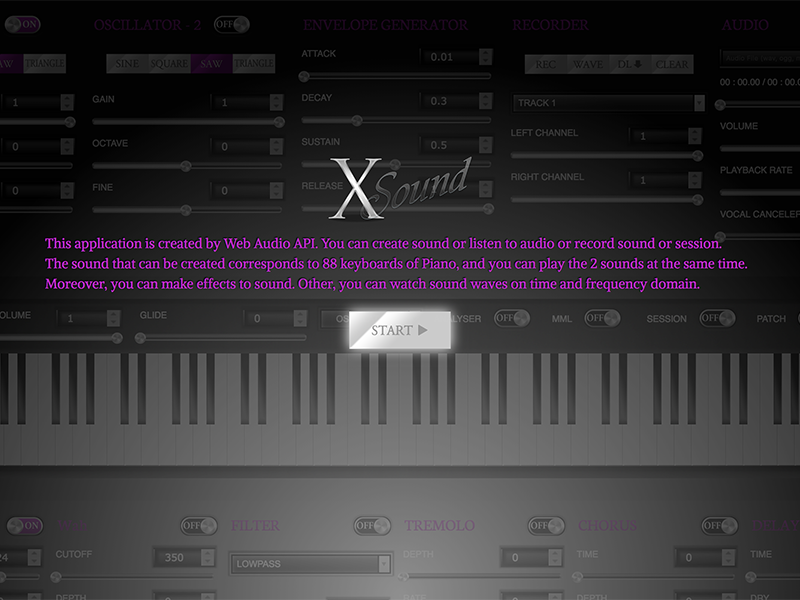 ON OSCILLATOR - 2 OFF ENVELOPE GENERATOR RECORDER AUDIO
ATTACK 0.01
SAW TRIANGLE SINE SQUARE SAW TRIANGLE REC WAVE DL CLEAR
00 : 00.00 / 00 : 00.
1 GAIN 1 DECAY 0.3 TRACK 1
VOLUME
0 OCTAVE 0 SUSTAIN 0.5 LEFT CHANNEL 1
PLAYBACK RATE
0 FINE 0 RELEASE RIGHT CHANNEL 1
VOCAL CANCELER
X Sound
This application is created by Web Audio API. You can create sound or listen to audio or record sound or session.
The sound that can be created corresponds to 88 keyboards of Piano, and you can play the 2 sounds at the same time.
Moreover, you can make effects to sound. Other, you can watch sound waves on time and frequency domain.
OLUME 1 GLIDE 0 OS ALYSER OFF MML OFF SESSION OFF PATCH
START
ON OFF FILTER OFF TREMOLO OFF CHORUS OFF DELAY
24 CUTOFF 350 LOWPASS DEPTH 0 TIME 0 TIME
DEPTH RATE DEPTH DRY